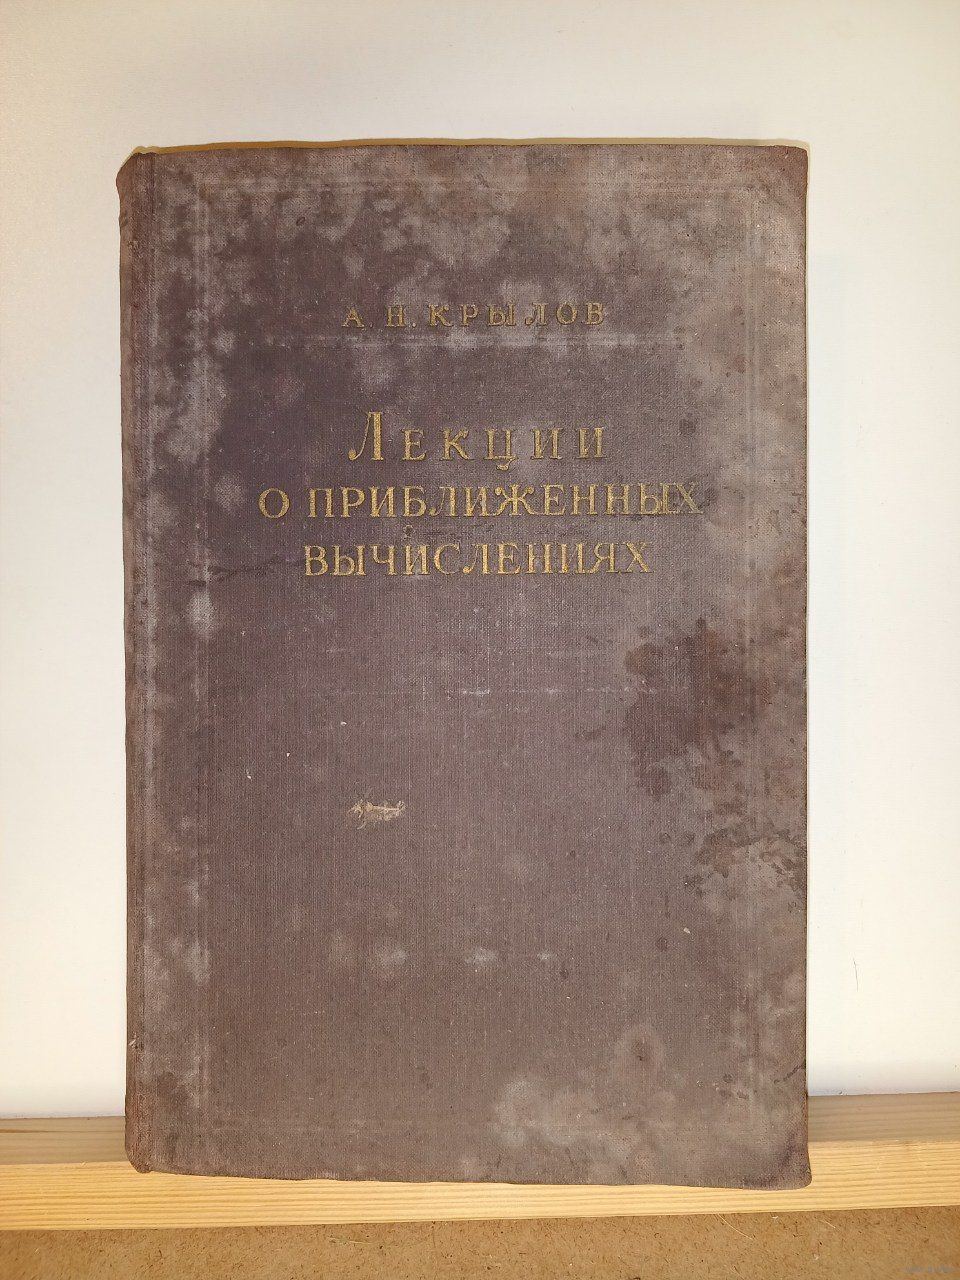 А. Н. КРЫЛОВ
ЛЕКЦИИ
О ПРИБЛИЖЕННЫХ
ВЫЧИСЛЕНИЯХ